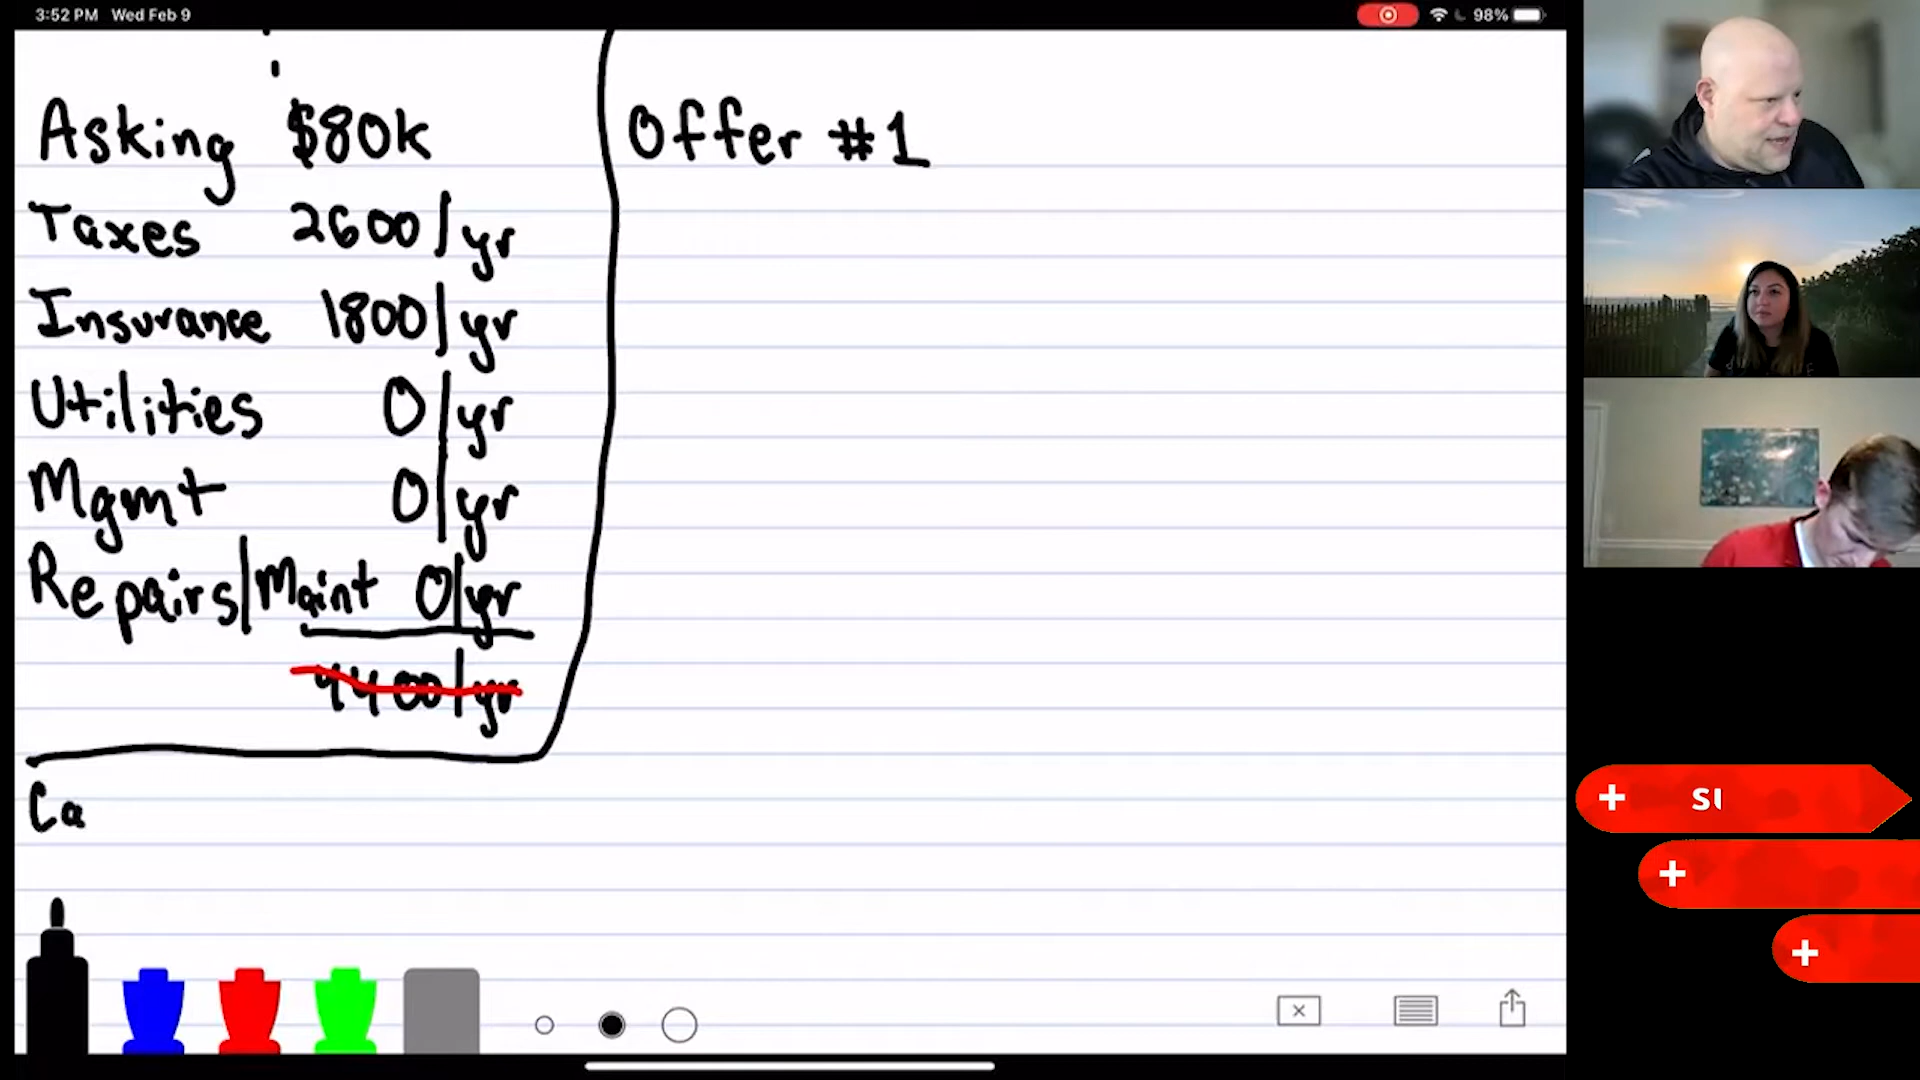 3:52 PM Wed Feb 9
98%
Asking $80k
Taxes 2600/yr
Insurance 1800/yr
Utilities 0/yr
Mgmt 0/yr
Repairs/Maint 0/yr
4400/yr
Ca
Offer #1
+ SU
+
+